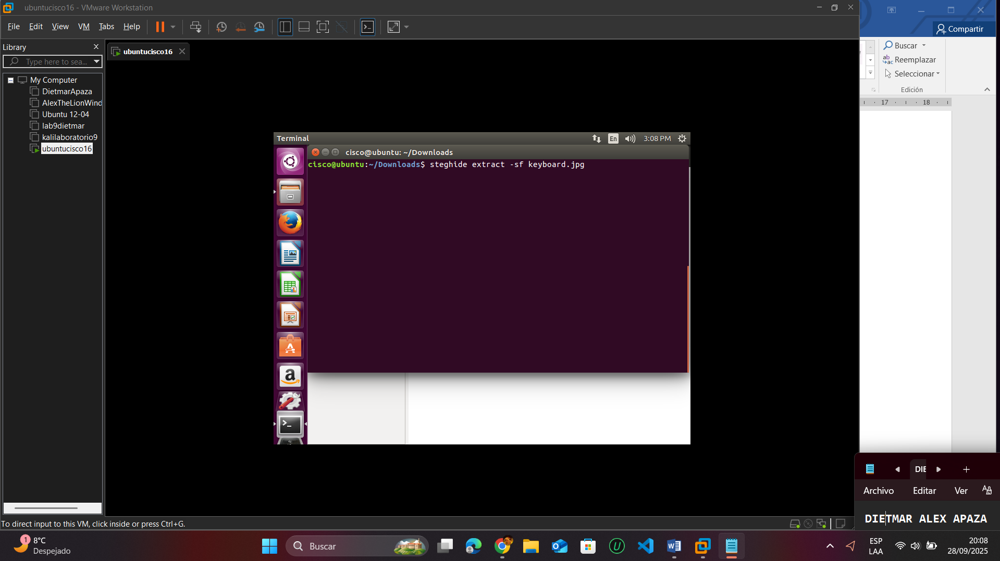 ubuntucisco16 - VMware Workstation
File Edit View VM Tabs Help
Compartir
Library
Type here to sea...
ubuntucisco16
My Computer
DietmarApaza
AlexTheLionWind
Ubuntu 12-04
lab9dietmar
kalilaboratorio9
ubuntucisco16
Buscar
Reemplazar
Seleccionar
Edición
17 18
Terminal
En
3:08 PM
cisco@ubuntu: ~/Downloads
cisco@ubuntu:~/Downloads$ steghide extract -sf keyboard.jpg
DIE
Archivo Editar Ver
DIETMAR ALEX APAZA
To direct input to this VM, click inside or press Ctrl+G.
1
8°C
Despejado
Buscar
ESP
LAA
20:08
28/09/2025